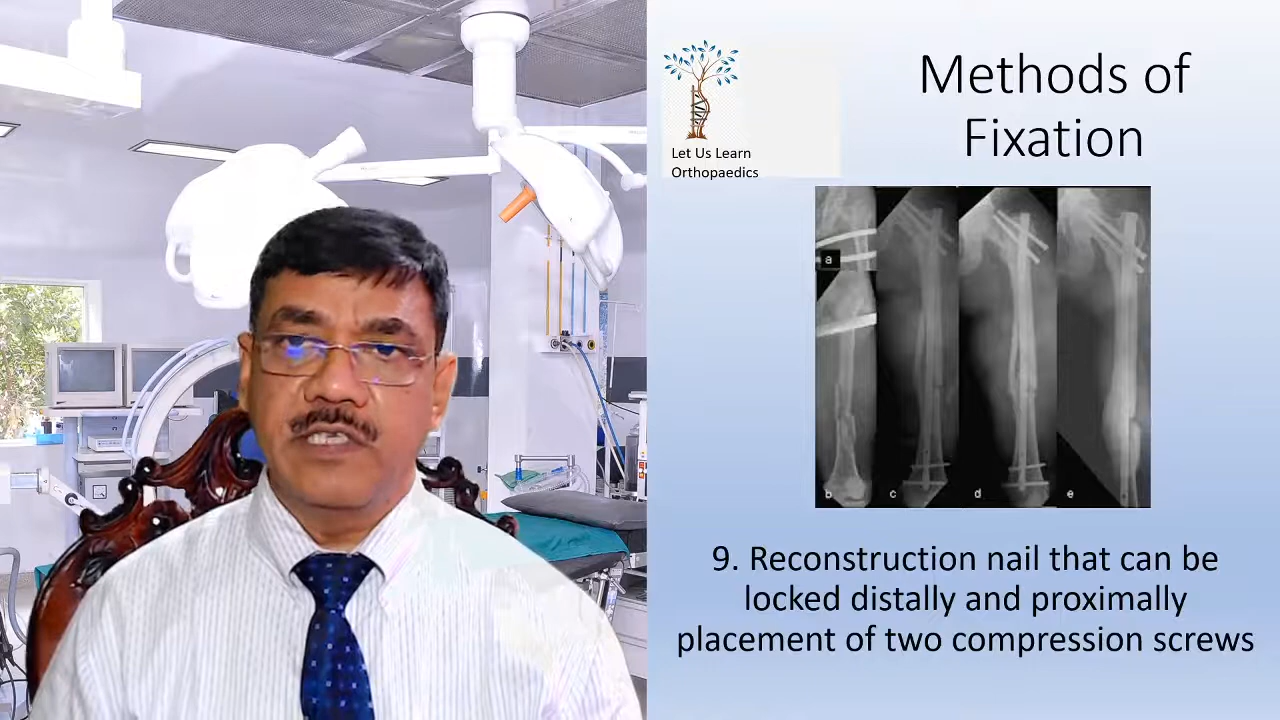 Let Us Learn
Orthopaedics
Methods of
Fixation
a
b
c
d
e
9. Reconstruction nail that can be
locked distally and proximally
placement of two compression screws